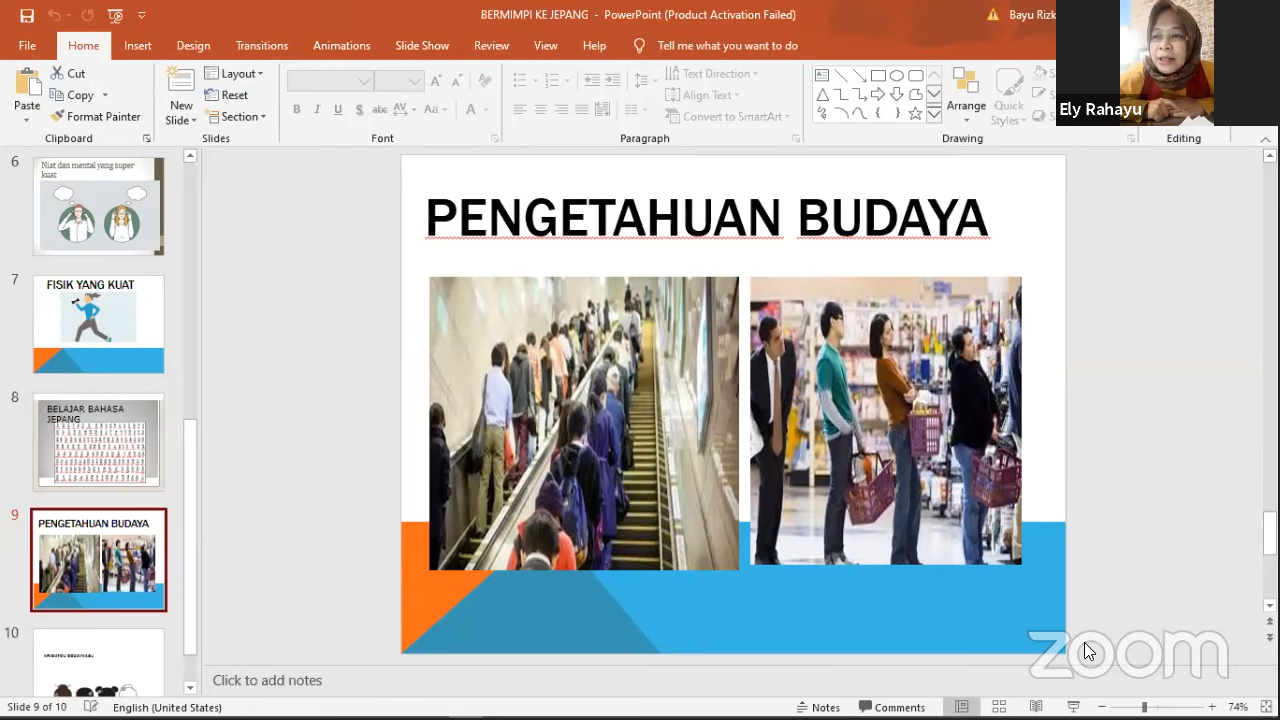 BERMIMPI KE JEPANG - PowerPoint (Product Activation Failed)
Bayu Rizk
File Home Insert Design Transitions Animations Slide Show Review View Help Tell me what you want to do
Paste
Cut
Copy
Format Painter
Clipboard
New
Slide
Layout
Reset
Section
Slides
B I U S abc AV Aa A
Font
Text Direction
Align Text
Convert to SmartArt
Paragraph
Arrange
Quick
Styles
Drawing
Editing
Ely Rahayu
6
Niat dan mental yang super
kuat
7
FISIK YANG KUAT
8
BELAJAR BAHASA
JEPANG
9
PENGETAHUAN BUDAYA
10
PENGETAHUAN BUDAYA
zoom
Click to add notes
Slide 9 of 10
English (United States)
Notes
Comments
74%